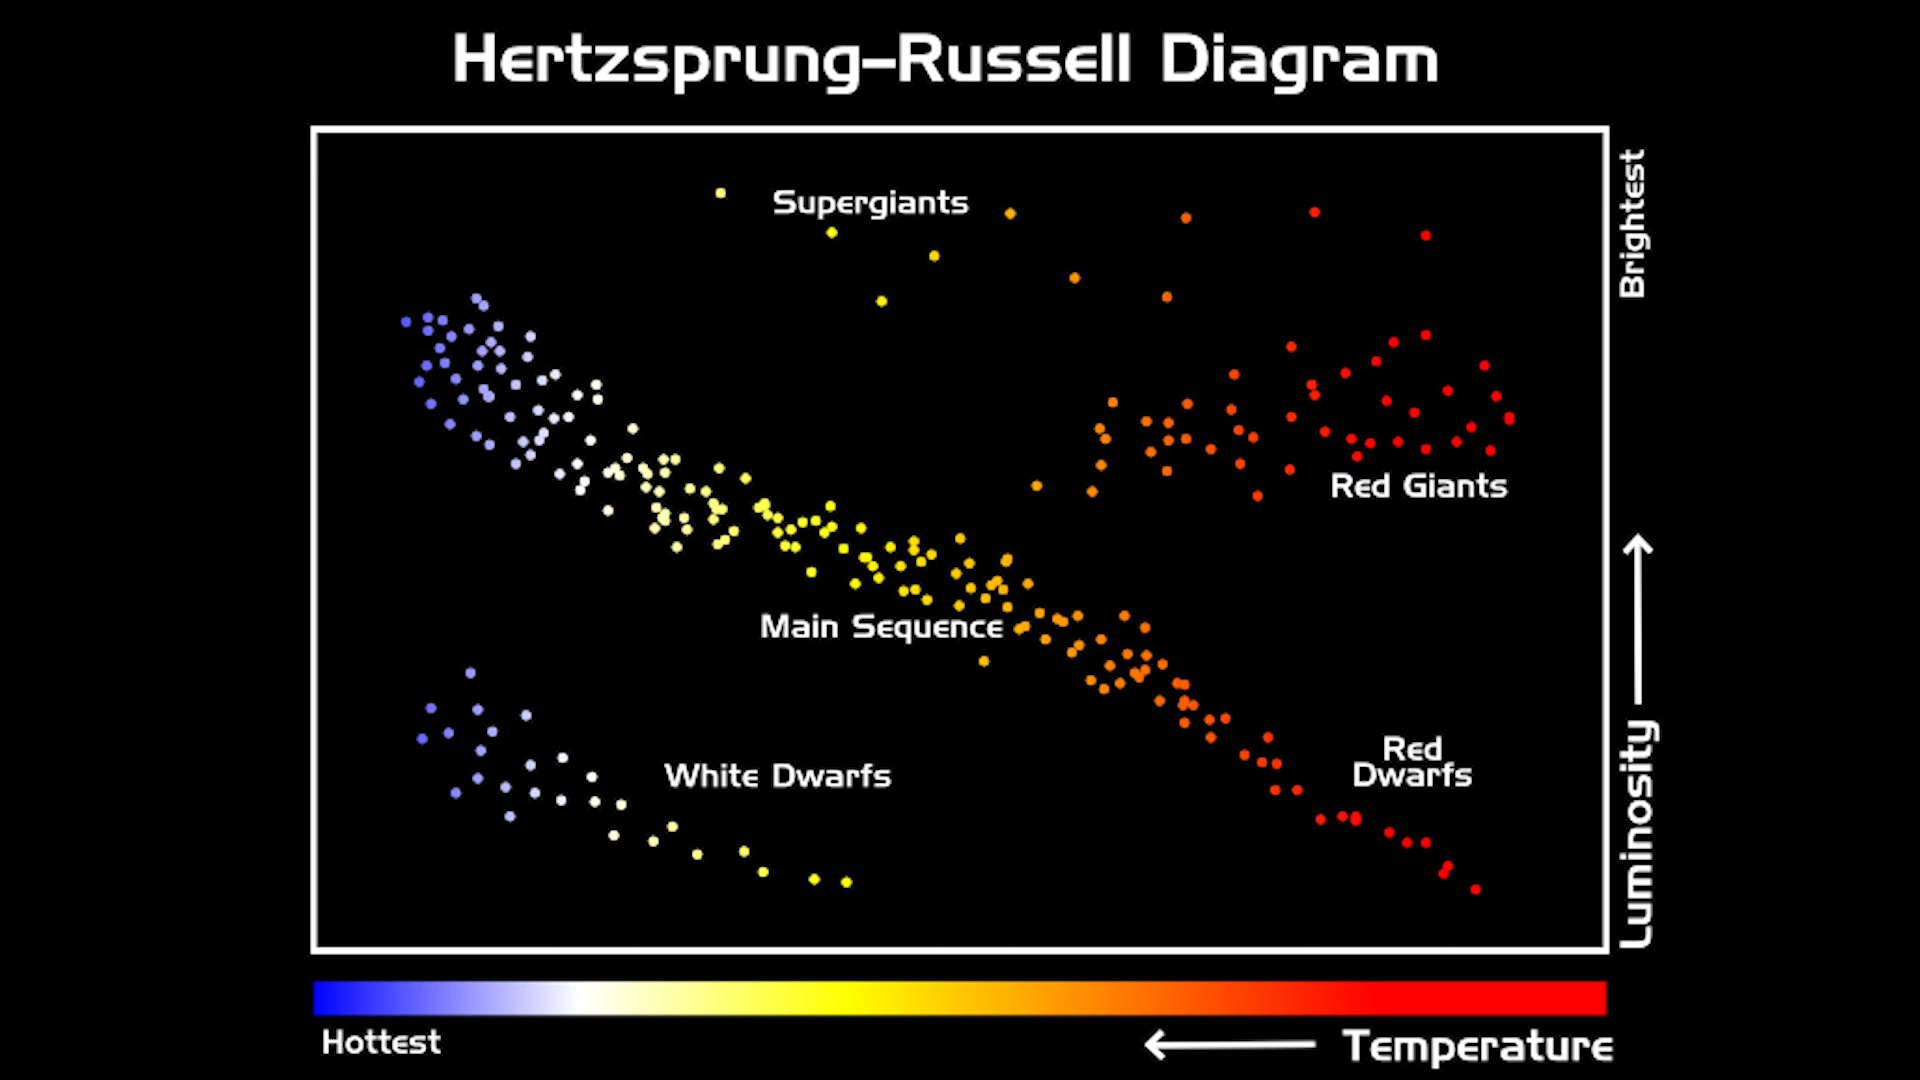 Hertzsprung–Russell Diagram
Supergiants
Brightest
Red Giants
Main Sequence
Red
Dwarfs
White Dwarfs
Luminosity
Hottest
Temperature